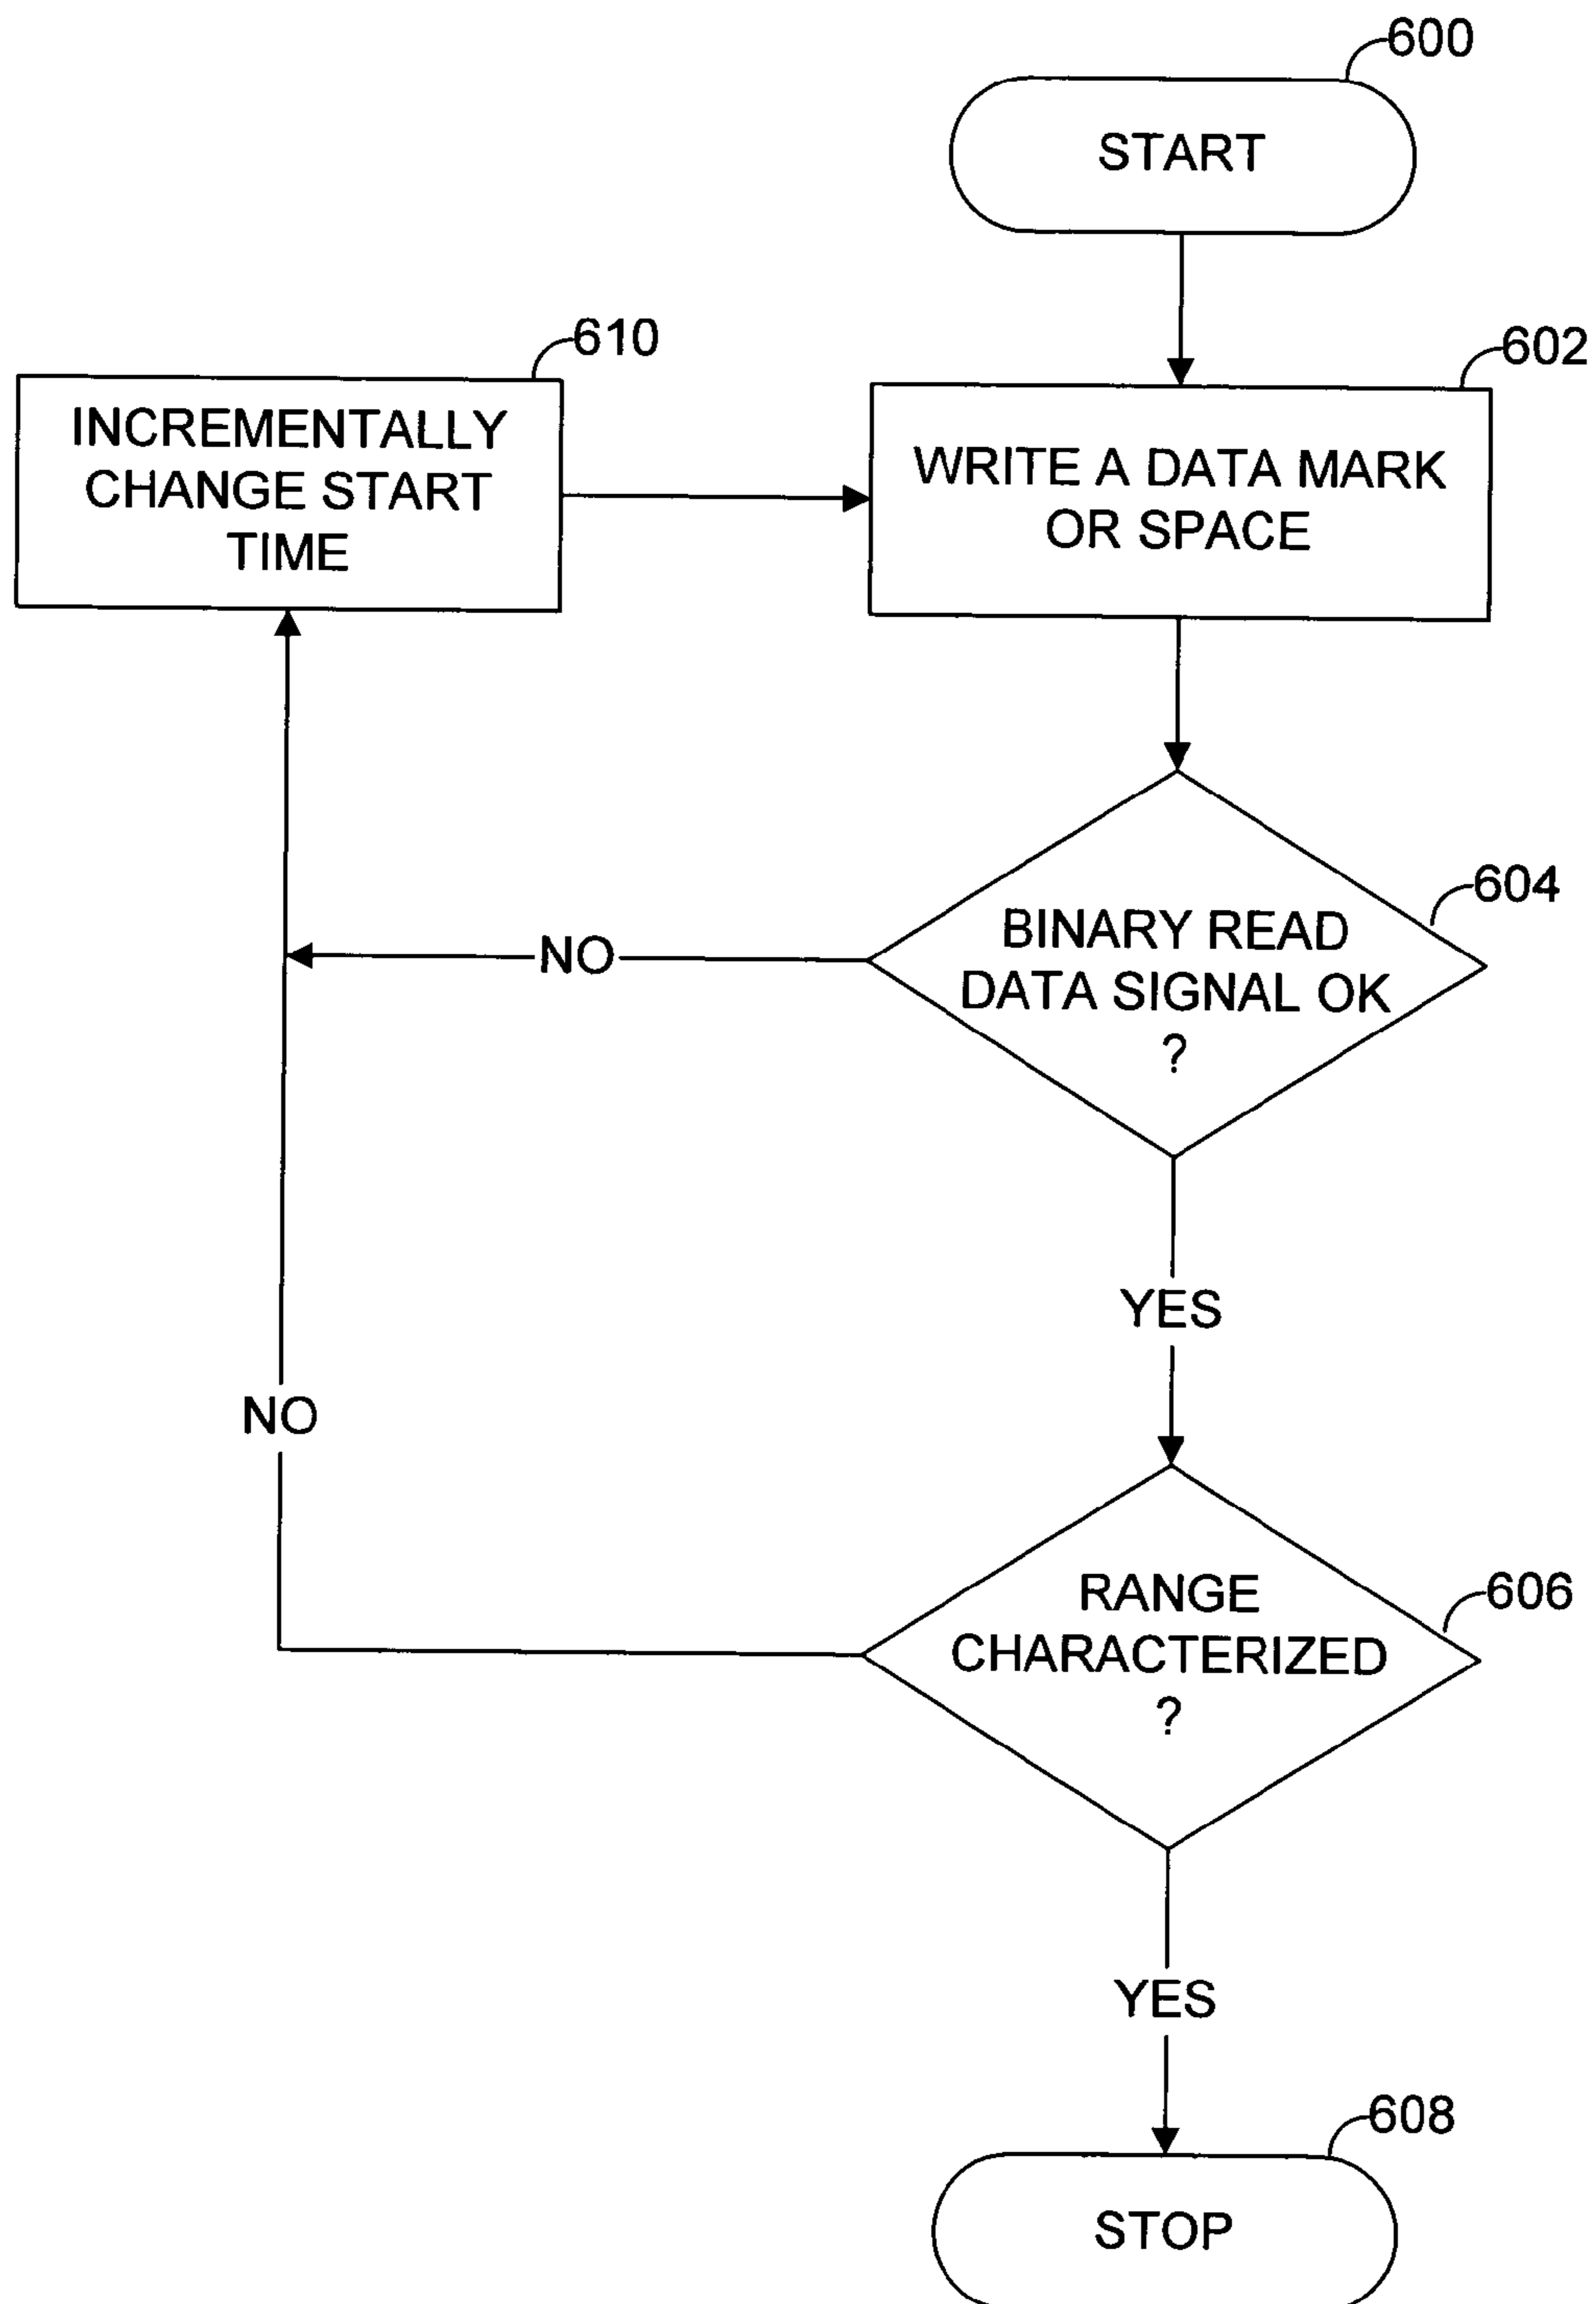 600
START
610
INCREMENTALLY
CHANGE START
TIME
602
WRITE A DATA MARK
OR SPACE
604
BINARY READ
DATA SIGNAL OK
?
NO
YES
NO
606
RANGE
CHARACTERIZED
?
YES
608
STOP